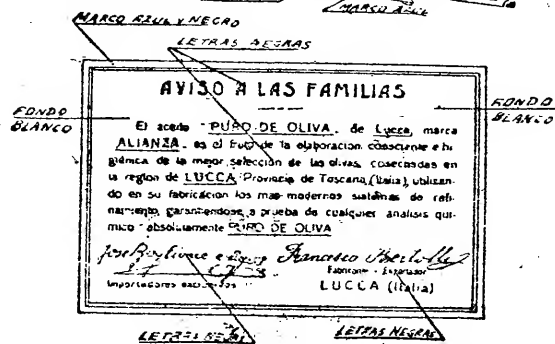 MARCO AZUL
MARCO AZUL Y NEGRO
LETRAS NEGRAS
AVISO A LAS FAMILIAS
FONDO BLANCO
FONDO BLANCO
El aceite PURO DE OLIVA, de Lucca, marca
ALIANZA, es el fruto de la elaboración consciente e hi
giénica de la mejor selección de las olivas cosechadas en
la región de LUCCA, Provincia de Toscana, (Italia), utilizan-
do en su fabricación los mas modernos sistemas de refi-
namiento, garantiendose a prueba de cualquier analisis quí-
mico absolutamente PURO DE OLIVA
Francesco Bertolli
Fabricante - Exportador
Importadores
LUCCA (Italia)
LETRAS NEGRAS
LETRAS NEGRAS